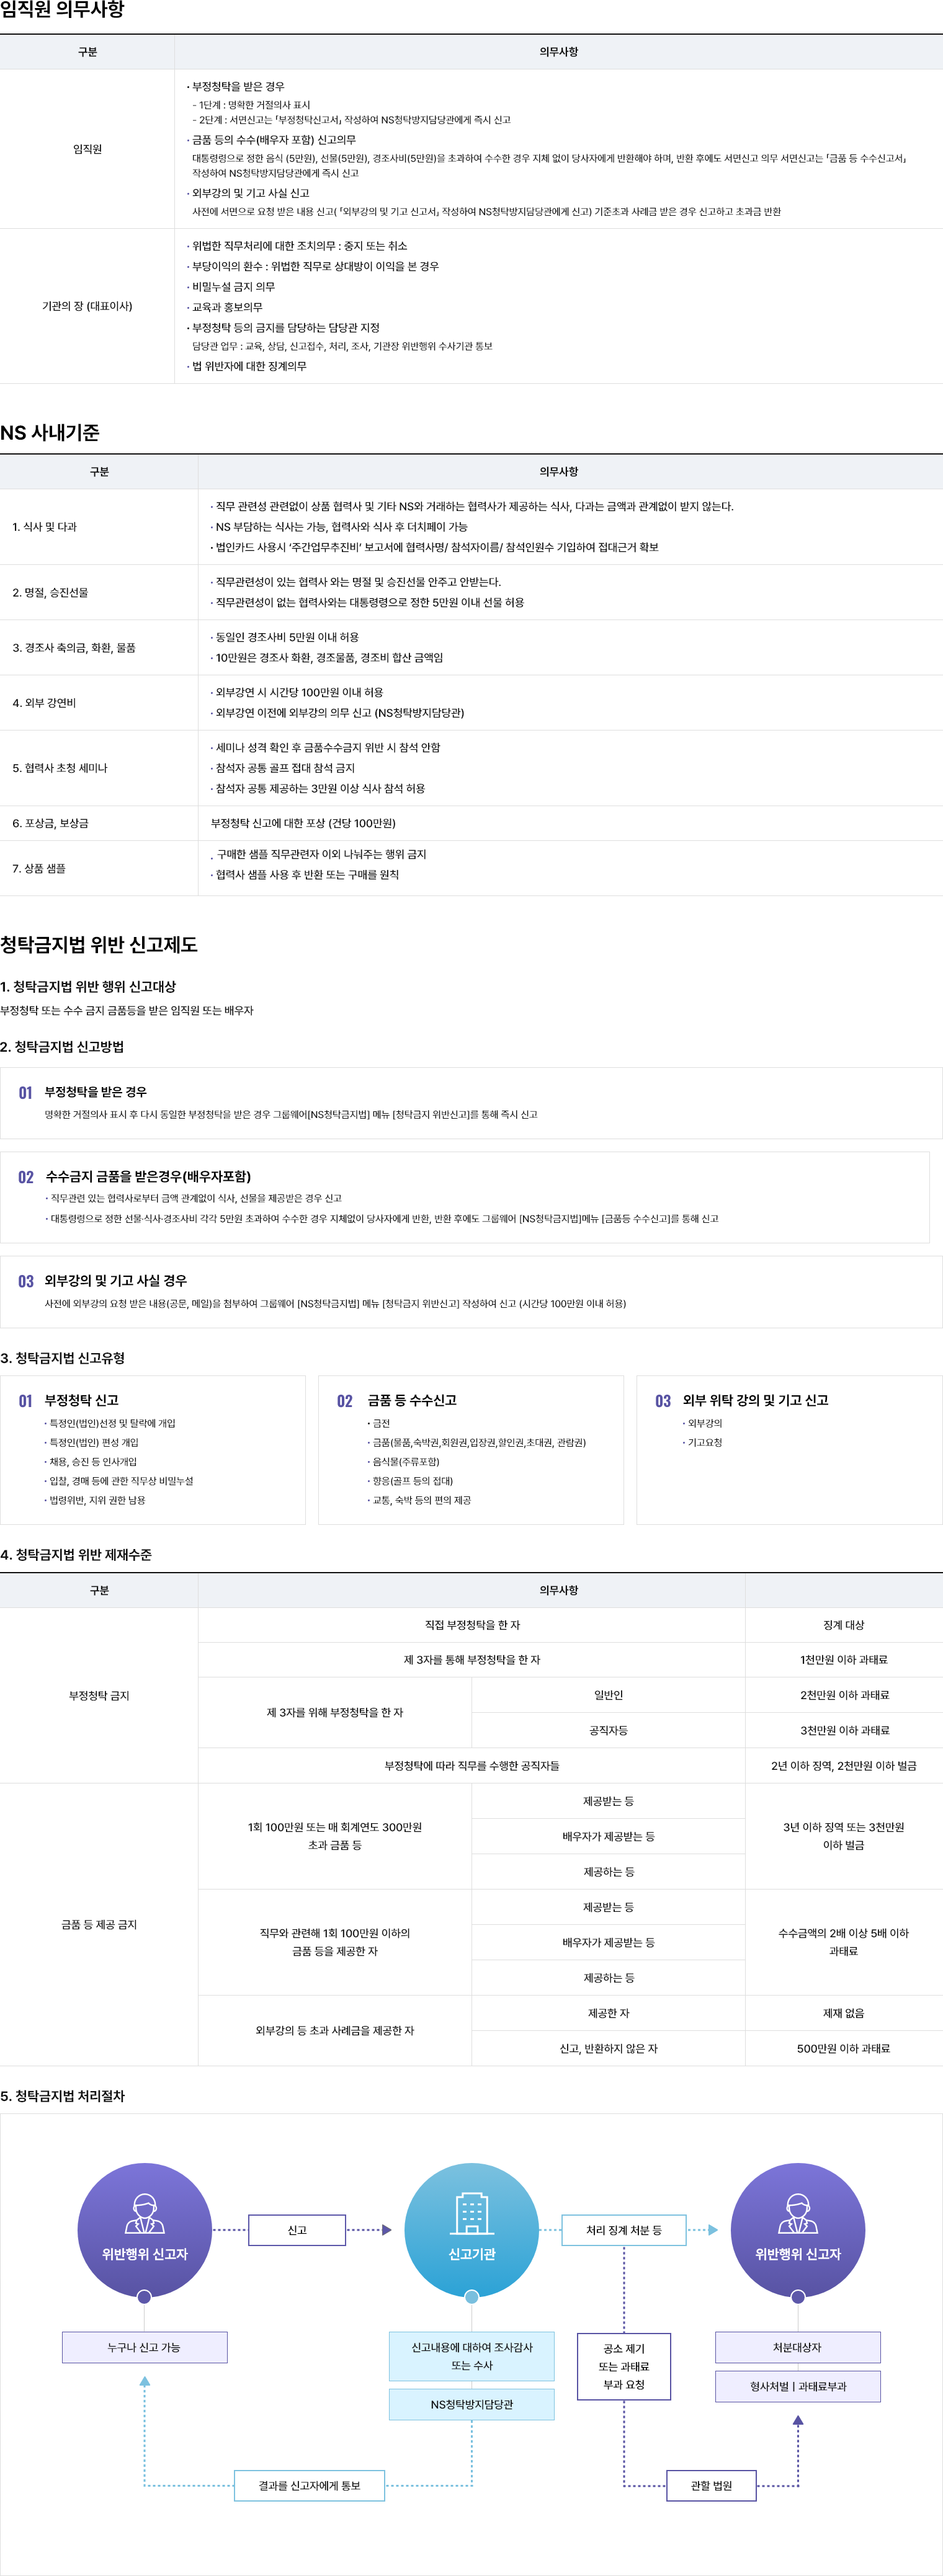 임직원 의무사항
구분
의무사항
임직원
· 부정청탁을 받은 경우
- 1단계 : 명확한 거절의사 표시
- 2단계 : 서면신고는 「부정청탁신고서」 작성하여 NS청탁방지담당관에게 즉시 신고
· 금품 등의 수수(배우자 포함) 신고의무
대통령령으로 정한 음식 (5만원), 선물(5만원), 경조사비(5만원)을 초과하여 수수한 경우 지체 없이 당사자에게 반환해야 하며, 반환 후에도 서면신고 의무 서면신고는 「금품 등 수수신고서」
작성하여 NS청탁방지담당관에게 즉시 신고
· 외부강의 및 기고 사실 신고
사전에 서면으로 요청 받은 내용 신고( 「외부강의 및 기고 신고서」 작성하여 NS청탁방지담당관에게 신고) 기준초과 사례금 받은 경우 신고하고 초과금 반환
기관의 장 (대표이사)
· 위법한 직무처리에 대한 조치의무 : 중지 또는 취소
· 부당이익의 환수 : 위법한 직무로 상대방이 이익을 본 경우
· 비밀누설 금지 의무
· 교육과 홍보의무
· 부정청탁 등의 금지를 담당하는 담당관 지정
담당관 업무 : 교육, 상담, 신고접수, 처리, 조사, 기관장 위반행위 수사기관 통보
· 법 위반자에 대한 징계의무
NS 사내기준
구분
의무사항
1. 식사 및 다과
· 직무 관련성 관련없이 상품 협력사 및 기타 NS와 거래하는 협력사가 제공하는 식사, 다과는 금액과 관계없이 받지 않는다.
· NS 부담하는 식사는 가능, 협력사와 식사 후 더치페이 가능
· 법인카드 사용시 ‘주간업무추진비’ 보고서에 협력사명/ 참석자이름/ 참석인원수 기입하여 접대근거 확보
2. 명절, 승진선물
· 직무관련성이 있는 협력사 와는 명절 및 승진선물 안주고 안받는다.
· 직무관련성이 없는 협력사와는 대통령령으로 정한 5만원 이내 선물 허용
3. 경조사 축의금, 화환, 물품
· 동일인 경조사비 5만원 이내 허용
· 10만원은 경조사 화환, 경조물품, 경조비 합산 금액임
4. 외부 강연비
· 외부강연 시 시간당 100만원 이내 허용
· 외부강연 이전에 외부강의 의무 신고 (NS청탁방지담당관)
5. 협력사 초청 세미나
· 세미나 성격 확인 후 금품수수금지 위반 시 참석 안함
· 참석자 공통 골프 접대 참석 금지
· 참석자 공통 제공하는 3만원 이상 식사 참석 허용
6. 포상금, 보상금
부정청탁 신고에 대한 포상 (건당 100만원)
7. 상품 샘플
. 구매한 샘플 직무관련자 이외 나눠주는 행위 금지
· 협력사 샘플 사용 후 반환 또는 구매를 원칙
청탁금지법 위반 신고제도
1. 청탁금지법 위반 행위 신고대상
부정청탁 또는 수수 금지 금품등을 받은 임직원 또는 배우자
2. 청탁금지법 신고방법
01 부정청탁을 받은 경우
명확한 거절의사 표시 후 다시 동일한 부정청탁을 받은 경우 그룹웨어[NS청탁금지법] 메뉴 [청탁금지 위반신고]를 통해 즉시 신고
02 수수금지 금품을 받은경우(배우자포함)
· 직무관련 있는 협력사로부터 금액 관계없이 식사, 선물을 제공받은 경우 신고
· 대통령령으로 정한 선물·식사·경조사비 각각 5만원 초과하여 수수한 경우 지체없이 당사자에게 반환, 반환 후에도 그룹웨어 [NS청탁금지법]메뉴 [금품등 수수신고]를 통해 신고
03 외부강의 및 기고 사실 경우
사전에 외부강의 요청 받은 내용(공문, 메일)을 첨부하여 그룹웨어 [NS청탁금지법] 메뉴 [청탁금지 위반신고] 작성하여 신고 (시간당 100만원 이내 허용)
3. 청탁금지법 신고유형
01 부정청탁 신고
· 특정인(법인)선정 및 탈락에 개입
· 특정인(법인) 편성 개입
· 채용, 승진 등 인사개입
· 입찰, 경매 등에 관한 직무상 비밀누설
· 법령위반, 지위 권한 남용
02 금품 등 수수신고
· 금전
· 금품(물품,숙박권,회원권,입장권,할인권,초대권, 관람권)
· 음식물(주류포함)
· 향응(골프 등의 접대)
· 교통, 숙박 등의 편의 제공
03 외부 위탁 강의 및 기고 신고
· 외부강의
· 기고요청
4. 청탁금지법 위반 제재수준
구분
의무사항
부정청탁 금지
직접 부정청탁을 한 자
징계 대상
제 3자를 통해 부정청탁을 한 자
1천만원 이하 과태료
제 3자를 위해 부정청탁을 한 자
일반인
2천만원 이하 과태료
공직자등
3천만원 이하 과태료
부정청탁에 따라 직무를 수행한 공직자들
2년 이하 징역, 2천만원 이하 벌금
금품 등 제공 금지
1회 100만원 또는 매 회계연도 300만원
초과 금품 등
제공받는 등
배우자가 제공받는 등
제공하는 등
3년 이하 징역 또는 3천만원
이하 벌금
직무와 관련해 1회 100만원 이하의
금품 등을 제공한 자
제공받는 등
배우자가 제공받는 등
제공하는 등
수수금액의 2배 이상 5배 이하
과태료
외부강의 등 초과 사례금을 제공한 자
제공한 자
제재 없음
신고, 반환하지 않은 자
500만원 이하 과태료
5. 청탁금지법 처리절차
위반행위 신고자
신고
신고기관
처리 징계 처분 등
위반행위 신고자
누구나 신고 가능
신고내용에 대하여 조사감사
또는 수사
NS청탁방지담당관
공소 제기
또는 과태료
부과 요청
처분대상자
형사처벌 | 과태료부과
결과를 신고자에게 통보
관할 법원